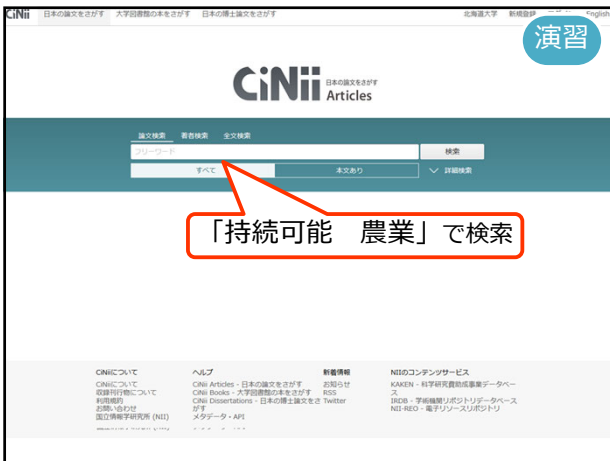 CiNii 日本の論文をさがす 大学図書館の本をさがす 日本の博士論文をさがす 北海道大学 新規登録 English
演習
CiNii 日本の論文をさがす
Articles
論文検索 著者検索 全文検索
フリーワード 検索
すべて 本文あり 詳細検索
「持続可能 農業」で検索
CiNiiについて ヘルプ 新着情報 NIIのコンテンツサービス
CiNiiについて CiNii Articles - 日本の論文をさがす お知らせ KAKEN - 科学研究費助成事業データベー
収録刊行物について CiNii Books - 大学図書館の本をさがす RSS ス
利用規約 CiNii Dissertations - 日本の博士論文をさ Twitter IRDB - 学術機関リポジトリデータベース
お問い合わせ がす NII-REO - 電子リソースリポジトリ
国立情報学研究所 (NII) メタデータ・API